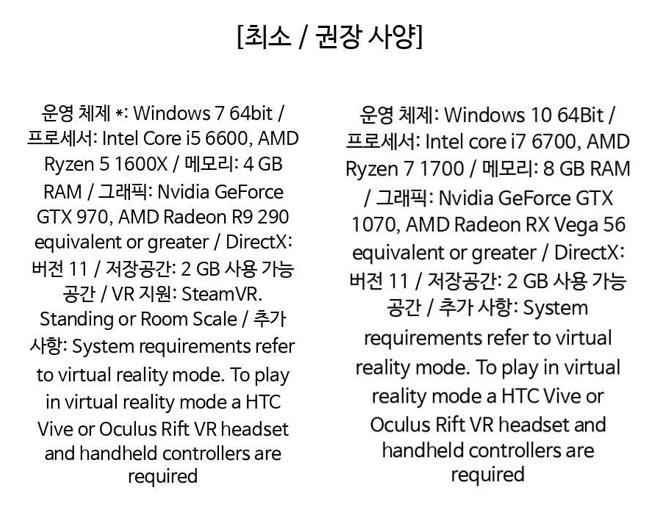 [최소 / 권장 사양]
운영 체제 *: Windows 7 64bit /
프로세서: Intel Core i5 6600, AMD
Ryzen 5 1600X / 메모리: 4 GB
RAM / 그래픽: Nvidia GeForce
GTX 970, AMD Radeon R9 290
equivalent or greater / DirectX:
버전 11 / 저장공간: 2 GB 사용 가능
공간 / VR 지원: SteamVR.
Standing or Room Scale / 추가
사항: System requirements refer
to virtual reality mode. To play
in virtual reality mode a HTC
Vive or Oculus Rift VR headset
and handheld controllers are
required
운영 체제: Windows 10 64Bit /
프로세서: Intel core i7 6700, AMD
Ryzen 7 1700 / 메모리: 8 GB RAM
/ 그래픽: Nvidia GeForce GTX
1070, AMD Radeon RX Vega 56
equivalent or greater / DirectX:
버전 11 / 저장공간: 2 GB 사용 가능
공간 / 추가 사항: System
requirements refer to virtual
reality mode. To play in virtual
reality mode a HTC Vive or
Oculus Rift VR headset and
handheld controllers are
required